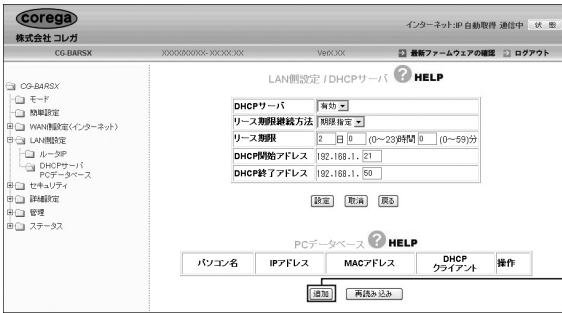 corega
株式会社 コレガ
インターネット:IP自動取得 通信中 状 態
CG-BARSX XXXX/XX/XX-XX:XX:XX Ver.X.XX 最新ファームウェアの確認 ログアウト
CG-BARSX
モード
簡単設定
WAN側設定(インターネット)
LAN側設定
ルータIP
DHCPサーバ
PCデータベース
セキュリティ
詳細設定
管理
ステータス
LAN側設定 / DHCPサーバ ? HELP
DHCPサーバ 有効
リース期限継続方法 期限指定
リース期限 2 日 0 (0～23)時間 0 (0～59)分
DHCP開始アドレス 192.168.1. 21
DHCP終了アドレス 192.168.1. 50
設定 取消 戻る
PCデータベース ? HELP
パソコン名 IPアドレス MACアドレス DHCP クライアント 操作
追加 再読み込み